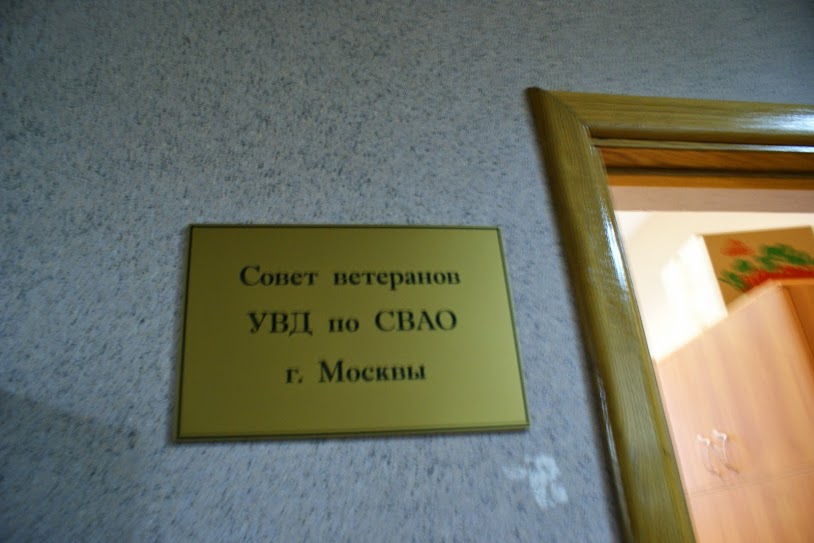 Совет ветеранов
УВД по СВАО
г. Москвы